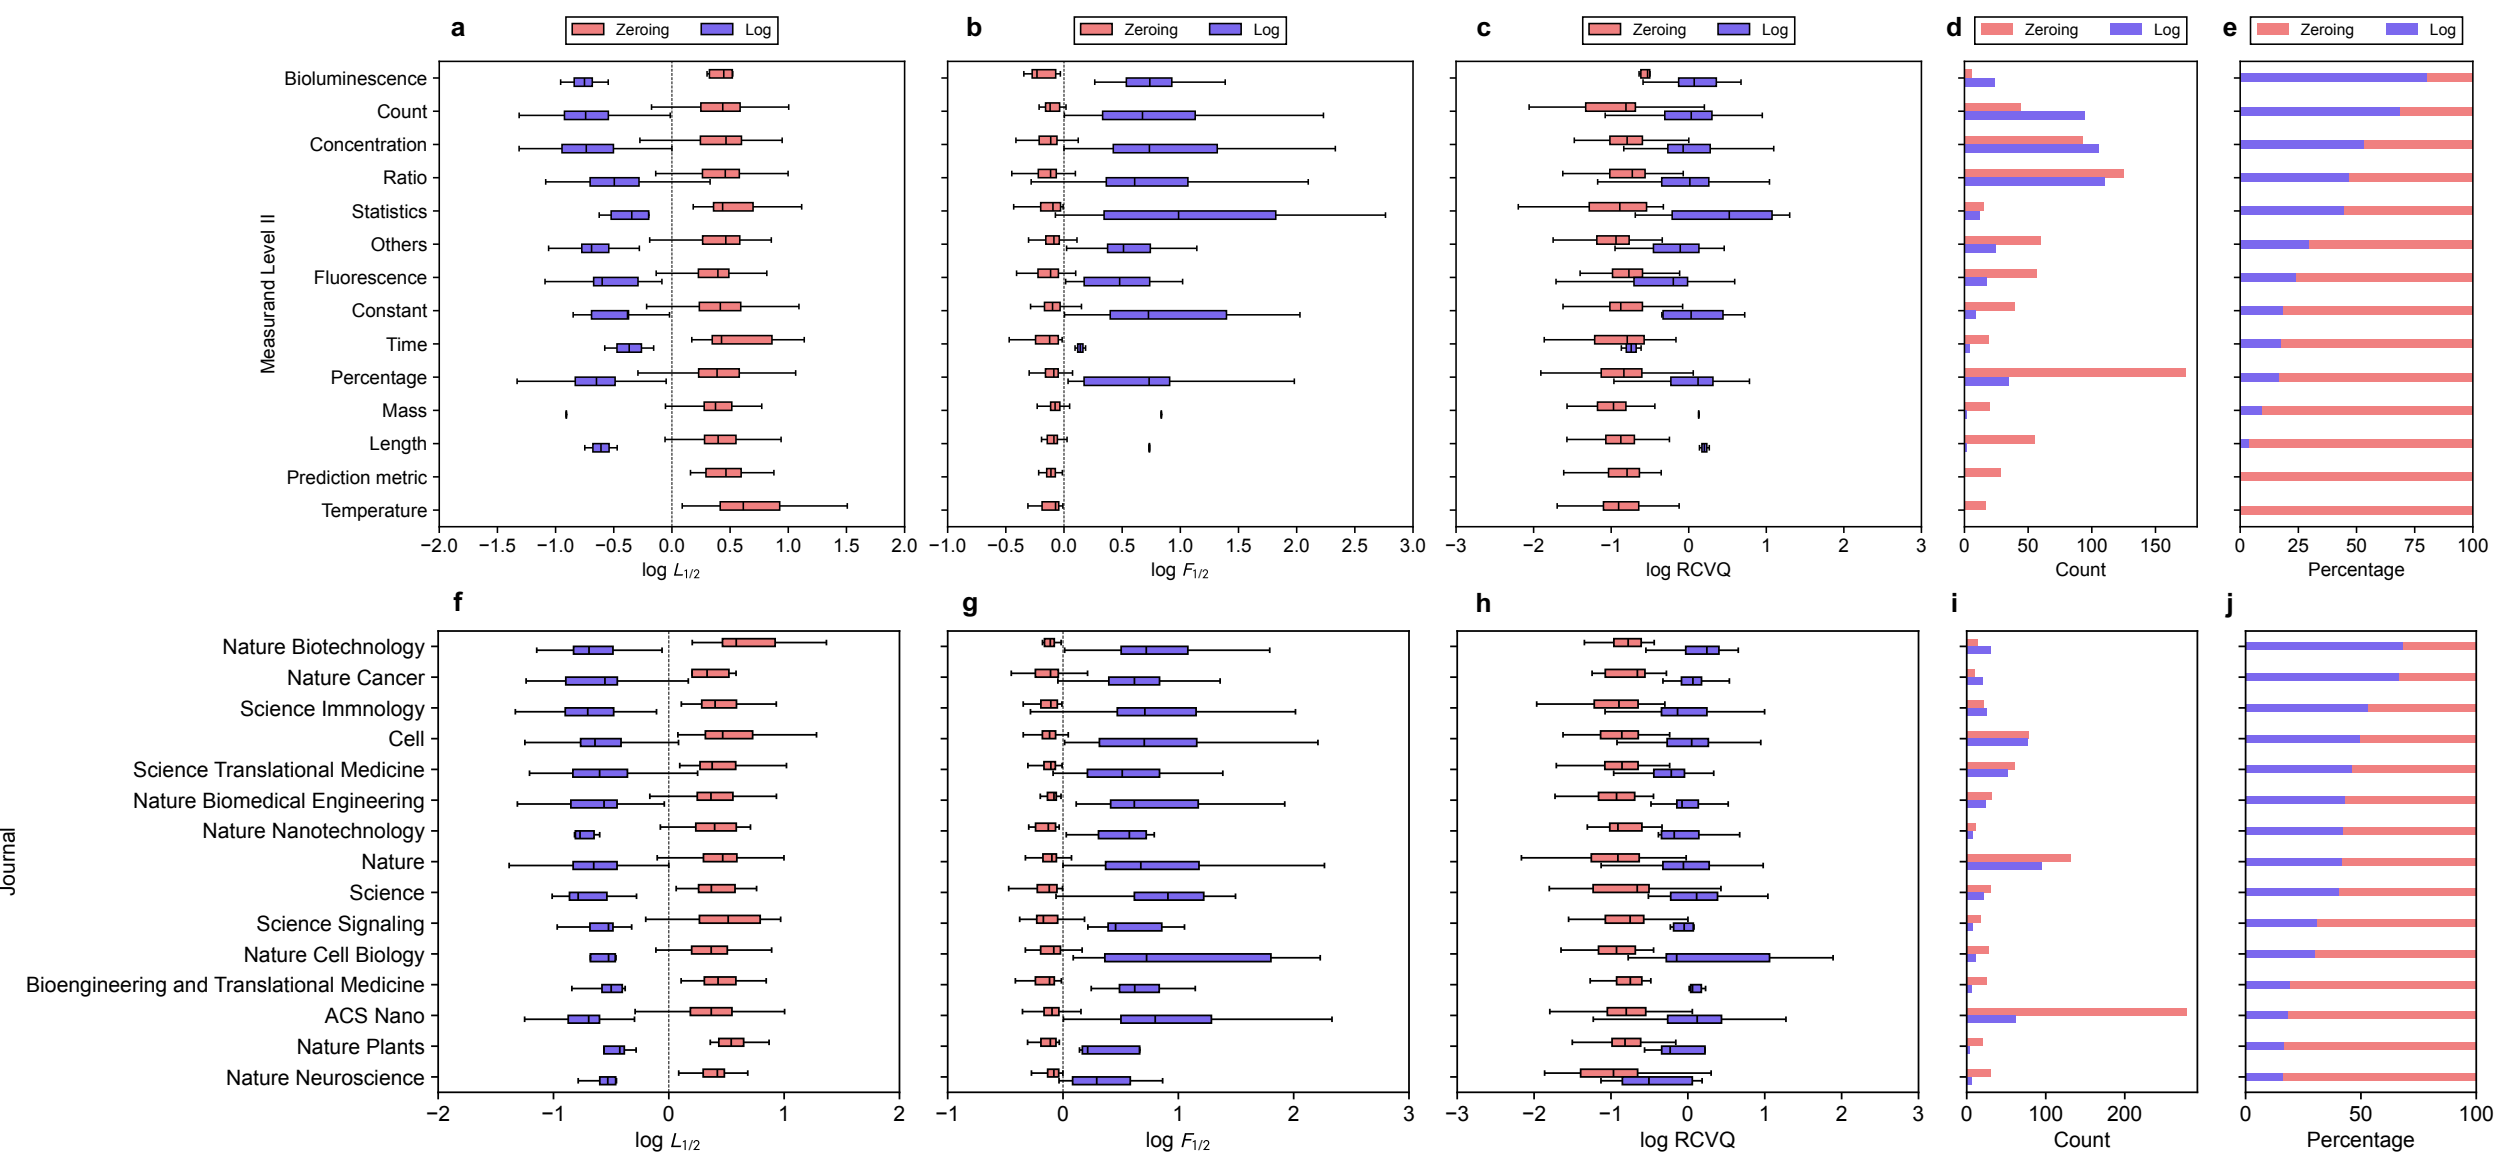 a Zeroing Log b Zeroing Log c Zeroing Log d Zeroing Log e Zeroing Log
Measurand Level II
Bioluminescence
Count
Concentration
Ratio
Statistics
Others
Fluorescence
Constant
Time
Percentage
Mass
Length
Prediction metric
Temperature
−2.0 −1.5 −1.0 −0.5 0.0 0.5 1.0 1.5 2.0 −1.0 −0.5 0.0 0.5 1.0 1.5 2.0 2.5 3.0 −3 −2 −1 0 1 2 3 0 50 100 150 0 25 50 75 100
log L1/2 log F1/2 log RCVQ Count Percentage
f g h i j
Journal
Nature Biotechnology
Nature Cancer
Science Immnology
Cell
Science Translational Medicine
Nature Biomedical Engineering
Nature Nanotechnology
Nature
Science
Science Signaling
Nature Cell Biology
Bioengineering and Translational Medicine
ACS Nano
Nature Plants
Nature Neuroscience
−2 −1 0 1 2 −1 0 1 2 3 −3 −2 −1 0 1 2 3 0 100 200 0 50 100
log L1/2 log F1/2 log RCVQ Count Percentage